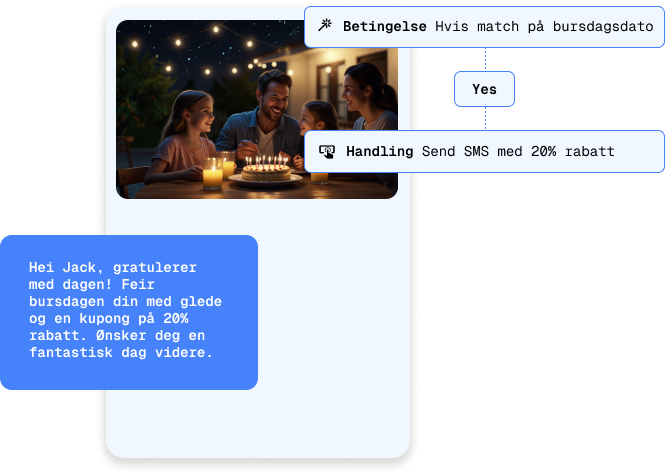 Betingelse Hvis match på bursdagsdato
Yes
Handling Send SMS med 20% rabatt
Hei Jack, gratulerer
med dagen! Feir
bursdagen din med glede
og en kupong på 20%
rabatt. Ønsker deg en
fantastisk dag videre.